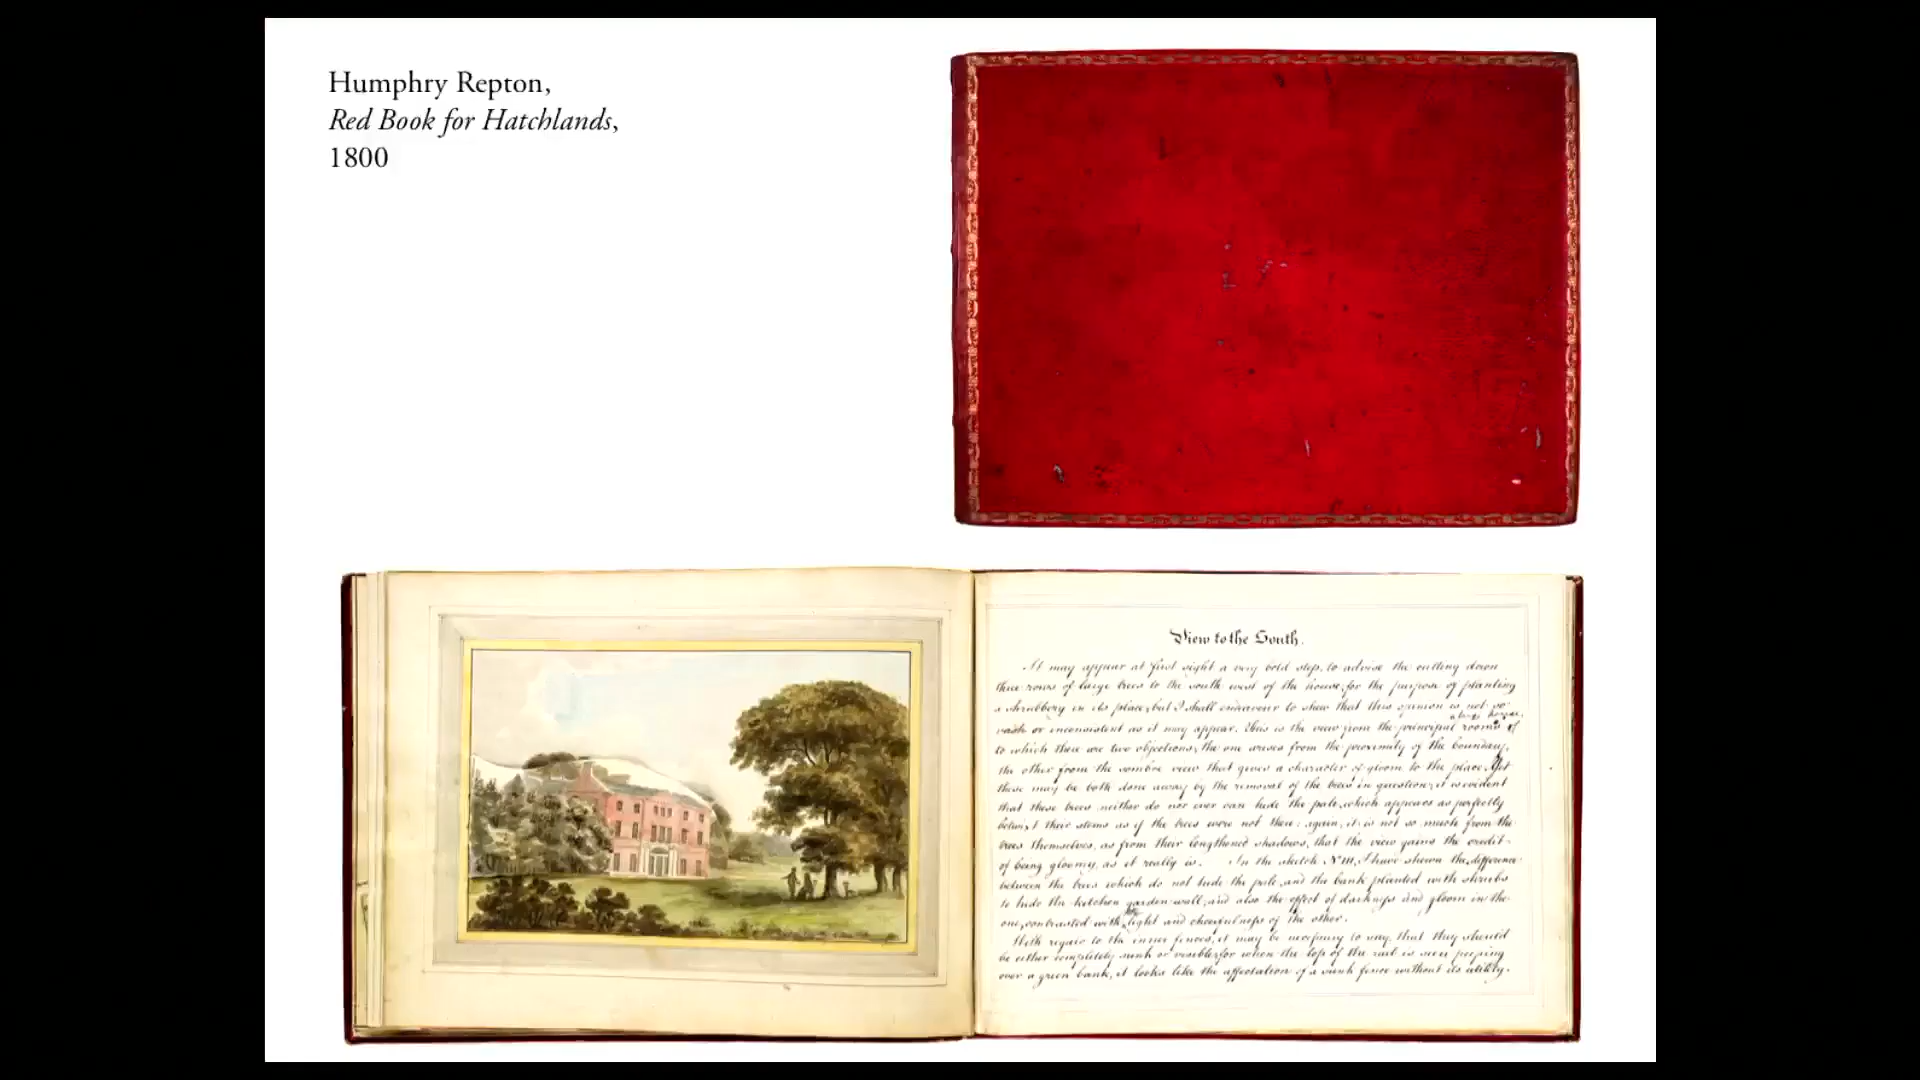 Humphry Repton,
Red Book for Hatchlands,
1800
View to the South.
It may appear at first sight a very bold step, to advise the cutting down
three rows of large trees to the south west of the house, for the purpose of planting
a shrubbery in its place, but I shall endeavour to shew that this opinion is not so
rash or inconsistent as it may appear. This is the view from the principal rooms of
to which there are two objections, the one arises from the proximity of the boundary,
the other from the sombre view that gives a character of gloom to the place. Yet
these may be both done away by the removal of the trees in question, it is evident
that these trees neither do nor ever can hide the pale, which appears as perfectly
betwixt their stems as if the trees were not there: again, it is not so much from the
trees themselves, as from their lengthened shadows, that the view gains the credit
of being gloomy, as it really is. In the sketch No III, I have shewn the difference
between the trees which do not hide the pale, and the bank planted with shrubs
to hide the kitchen garden wall, and also the effect of darkness and gloom in the
one, contrasted with light and cheerfulness of the other.
With regard to the inner fences, it may be necessary to say, that they should
be either completely sunk or visible, for when the top of the rail is seen peeping
over a green bank, it looks like the affectation of a sunk fence without its utility.